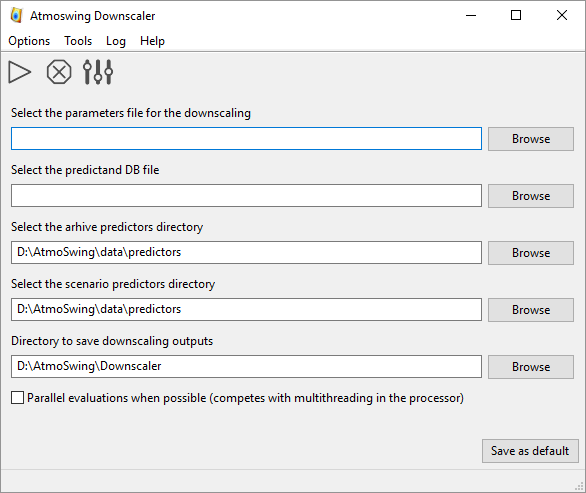 Atmoswing Downscaler
Options Tools Log Help
Select the parameters file for the downscaling
Browse
Select the predictand DB file
Browse
Select the arhive predictors directory
D:\AtmoSwing\data\predictors Browse
Select the scenario predictors directory
D:\AtmoSwing\data\predictors Browse
Directory to save downscaling outputs
D:\AtmoSwing\Downscaler Browse
Parallel evaluations when possible (competes with multithreading in the processor)
Save as default